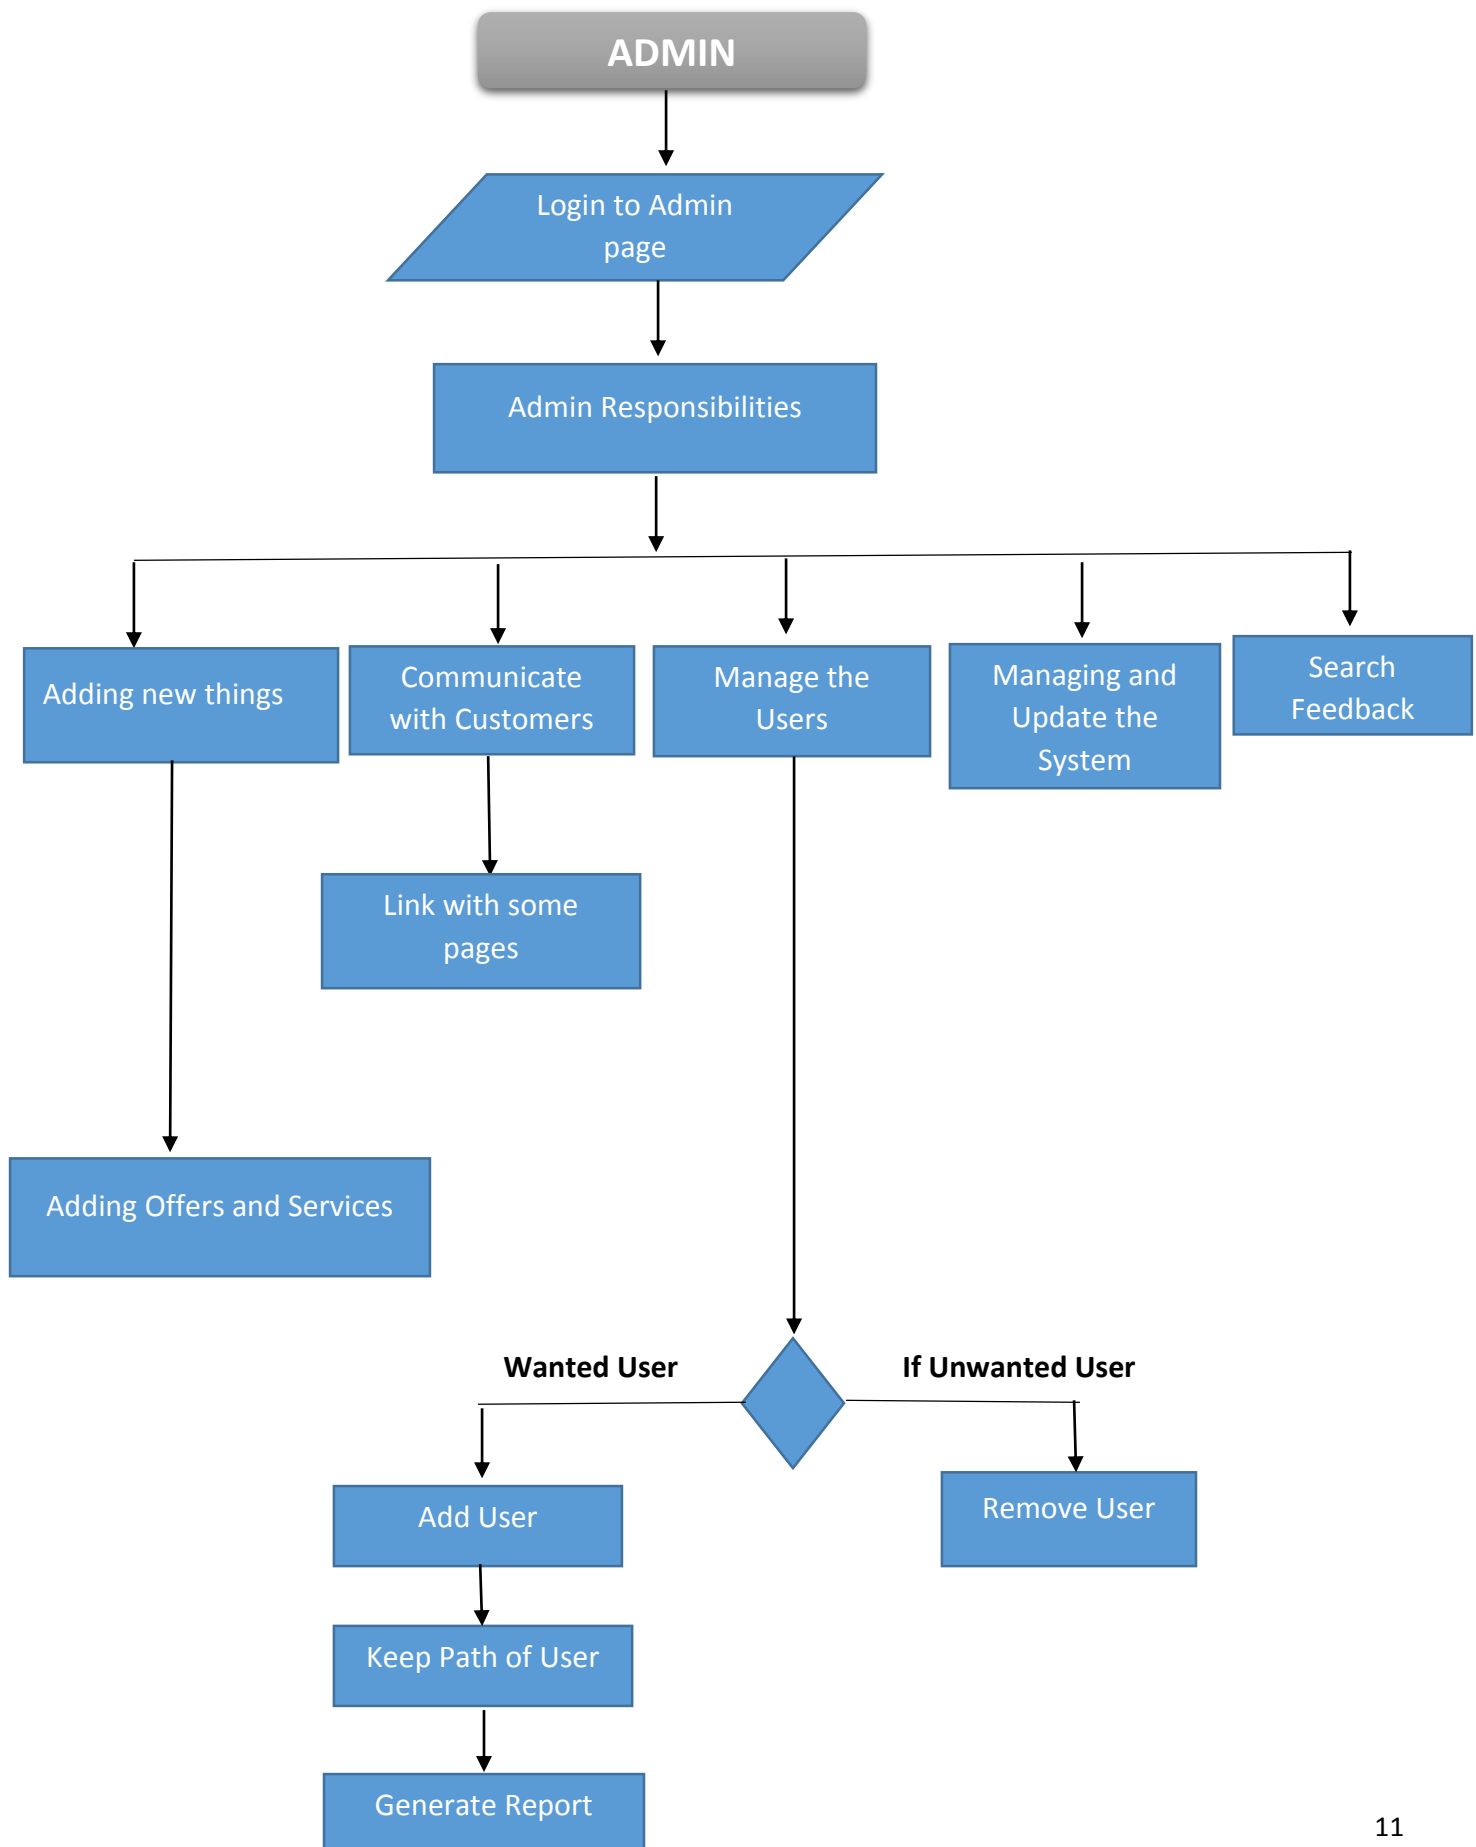 ADMIN
Login to Admin
page
Admin Responsibilities
Adding new things
Communicate
with Customers
Manage the
Users
Managing and
Update the
System
Search
Feedback
Link with some
pages
Adding Offers and Services
Wanted User
If Unwanted User
Add User
Remove User
Keep Path of User
Generate Report
11